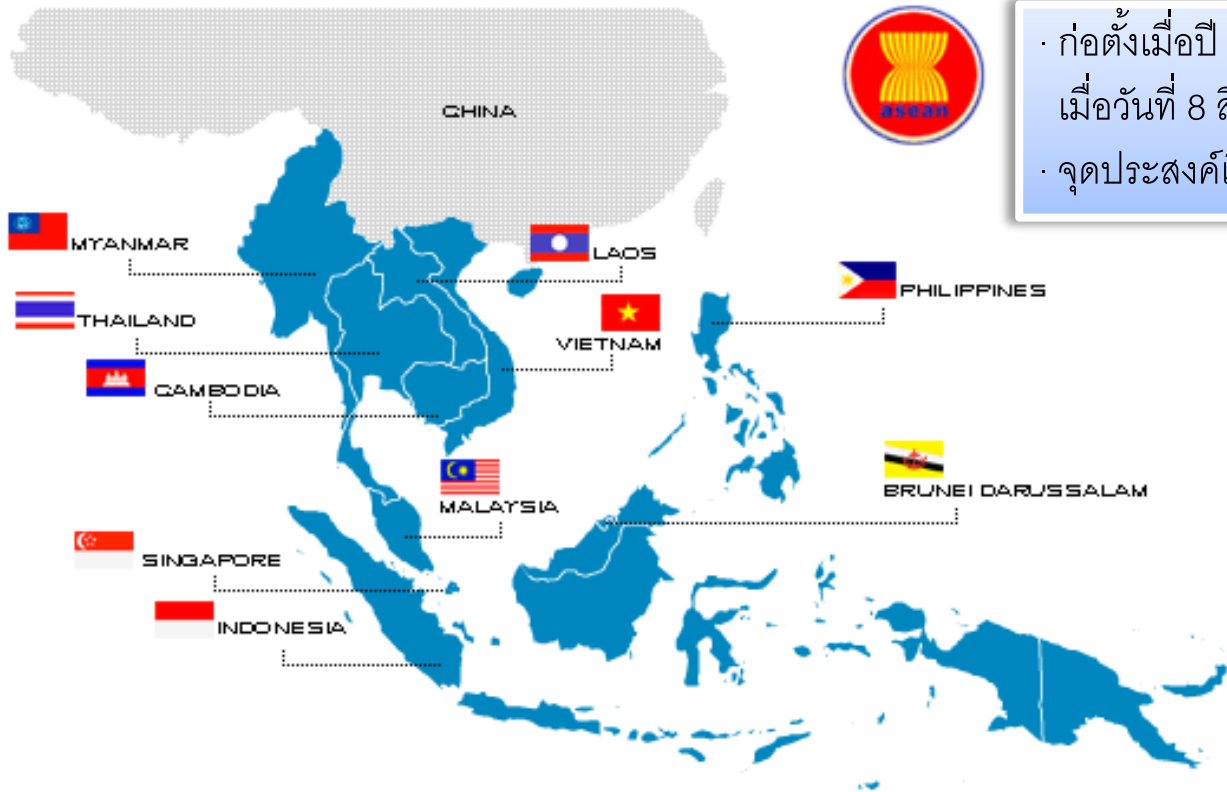 · ก่อตั้งเมื่อปี
เมื่อวันที่ 8
· จุดประสงค์
asean
CHINA
MYANMAR
LAOS
THAILAND
PHILIPPINES
VIETNAM
CAMBODIA
MALAYSIA
BRUNEI DARUSSALAM
SINGAPORE
INDONESIA